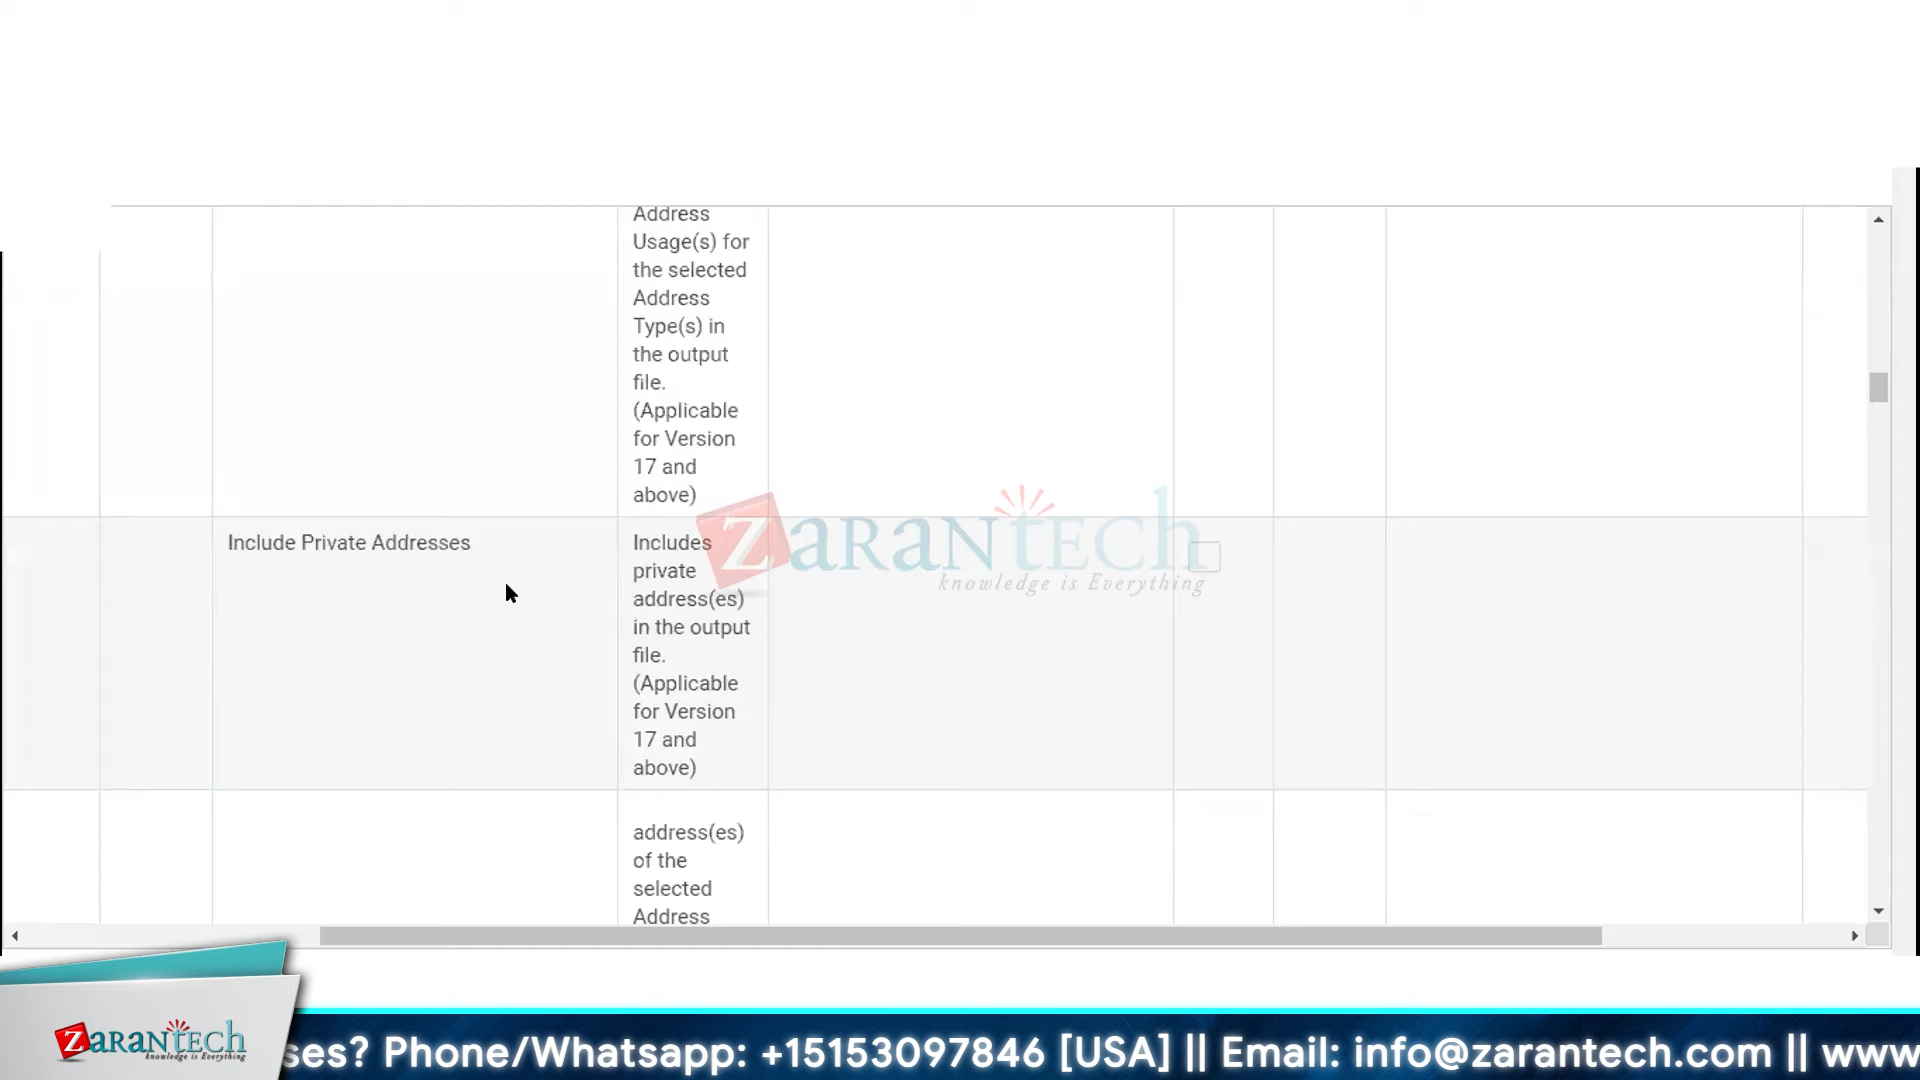 Address
Usage(s) for
the selected
Address
Type(s) in
the output
file.
(Applicable
for Version
17 and
above)
Include Private Addresses
Includes
private
address(es)
in the output
file.
(Applicable
for Version
17 and
above)
ZaranTech
knowledge is Everything
address(es)
of the
selected
Address
ZaranTech
knowledge is Everything
ses? Phone/Whatsapp: +15153097846 [USA] || Email: info@zarantech.com || www